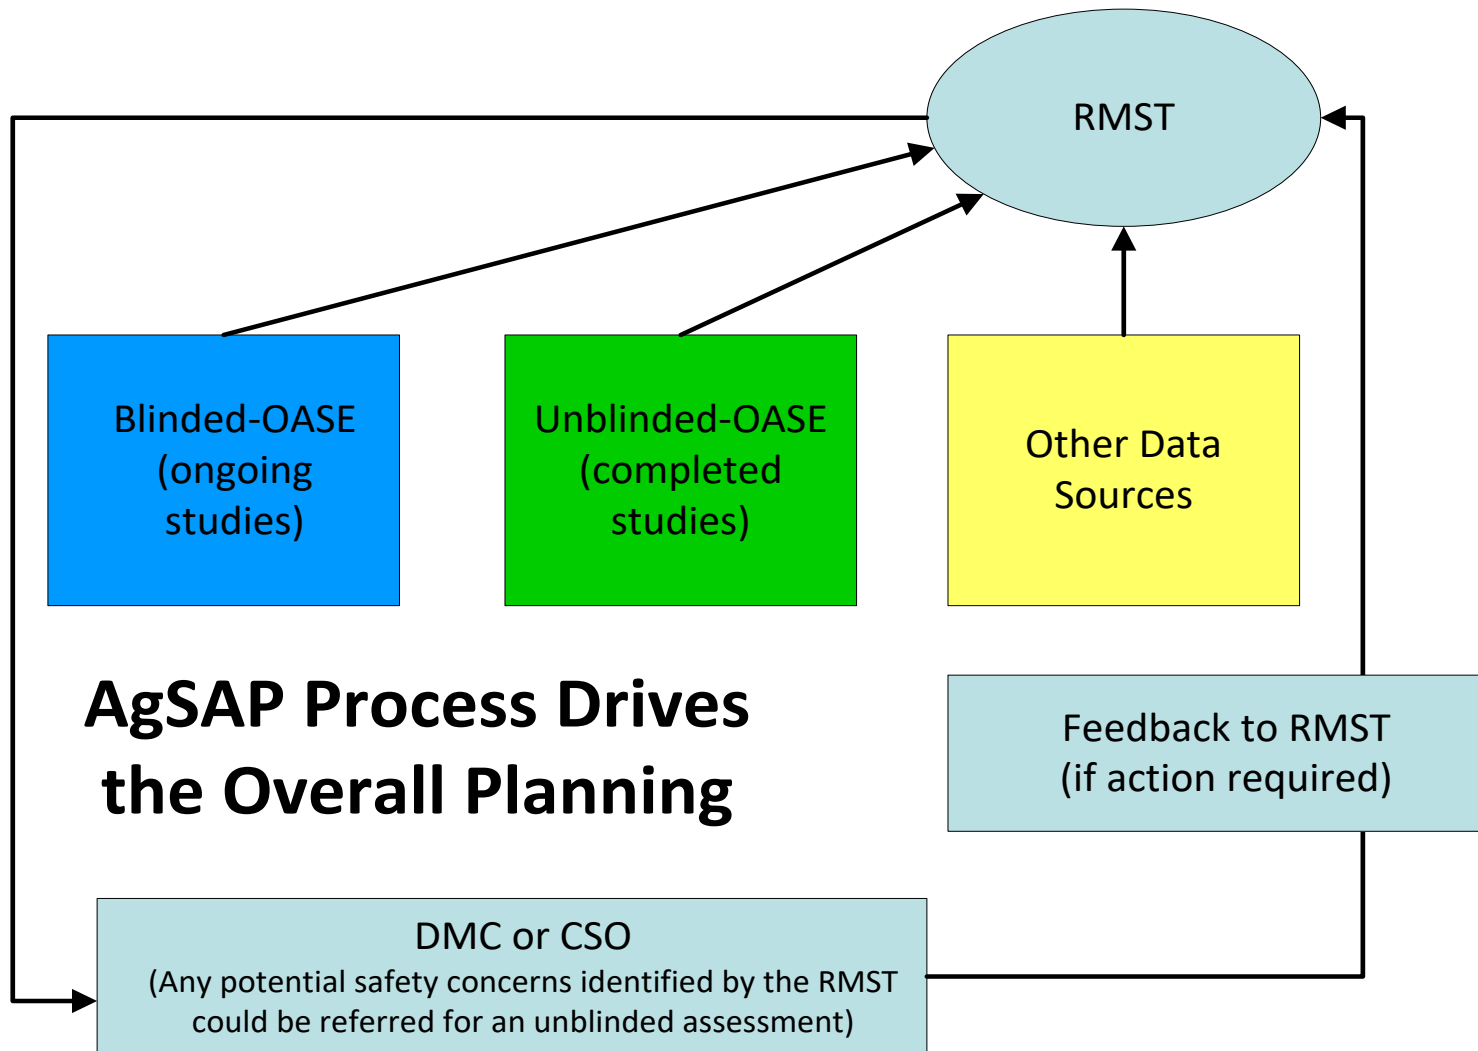 RMST
Blinded-OASE
(ongoing
studies)
Unblinded-OASE
(completed
studies)
Other Data
Sources
AgSAP Process Drives
the Overall Planning
Feedback to RMST
(if action required)
DMC or CSO
(Any potential safety concerns identified by the RMST
could be referred for an unblinded assessment)